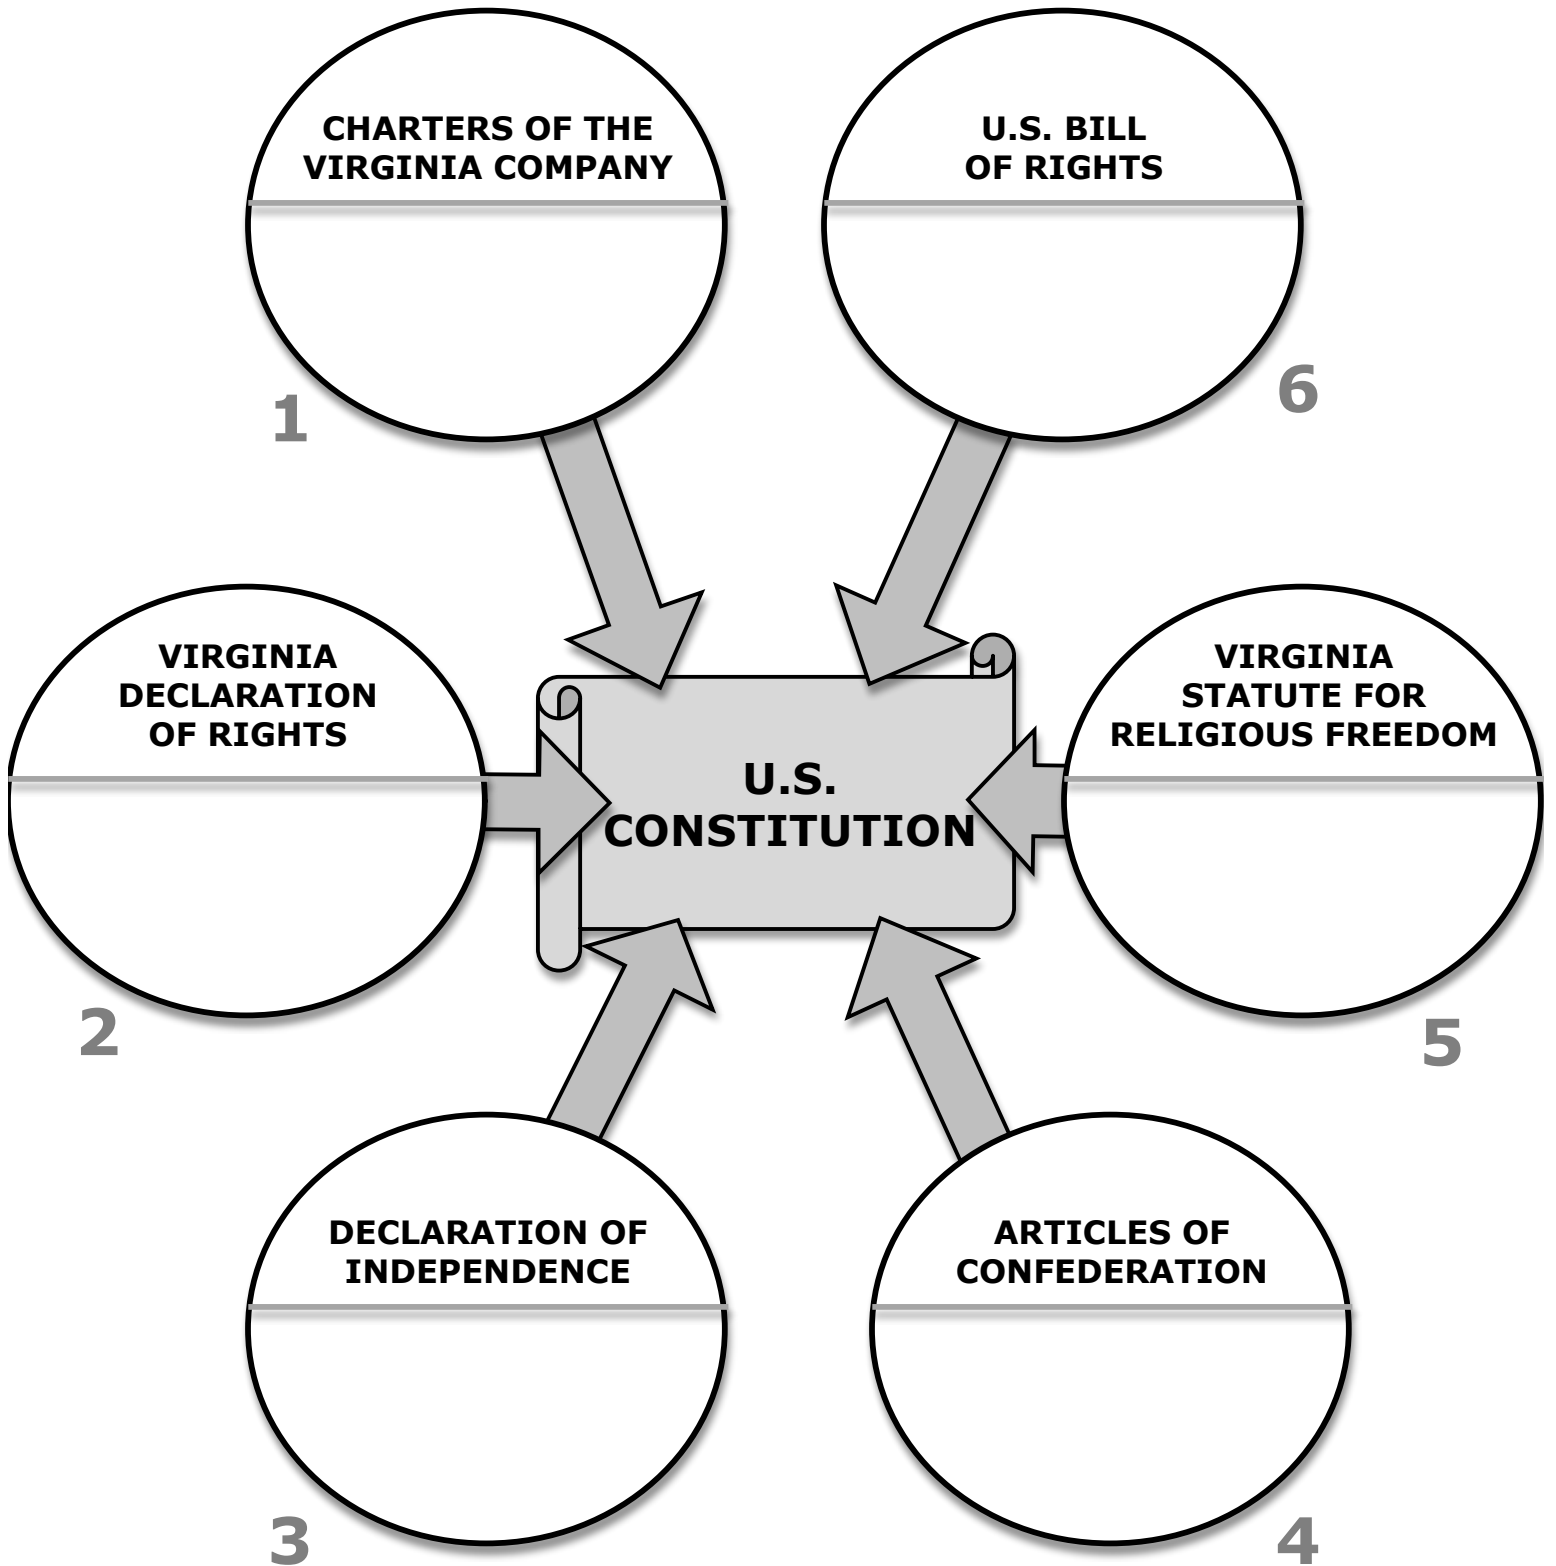 CHARTERS OF THE
VIRGINIA COMPANY
1
U.S. BILL
OF RIGHTS
6
VIRGINIA
DECLARATION
OF RIGHTS
2
U.S.
CONSTITUTION
VIRGINIA
STATUTE FOR
RELIGIOUS FREEDOM
5
DECLARATION OF
INDEPENDENCE
3
ARTICLES OF
CONFEDERATION
4